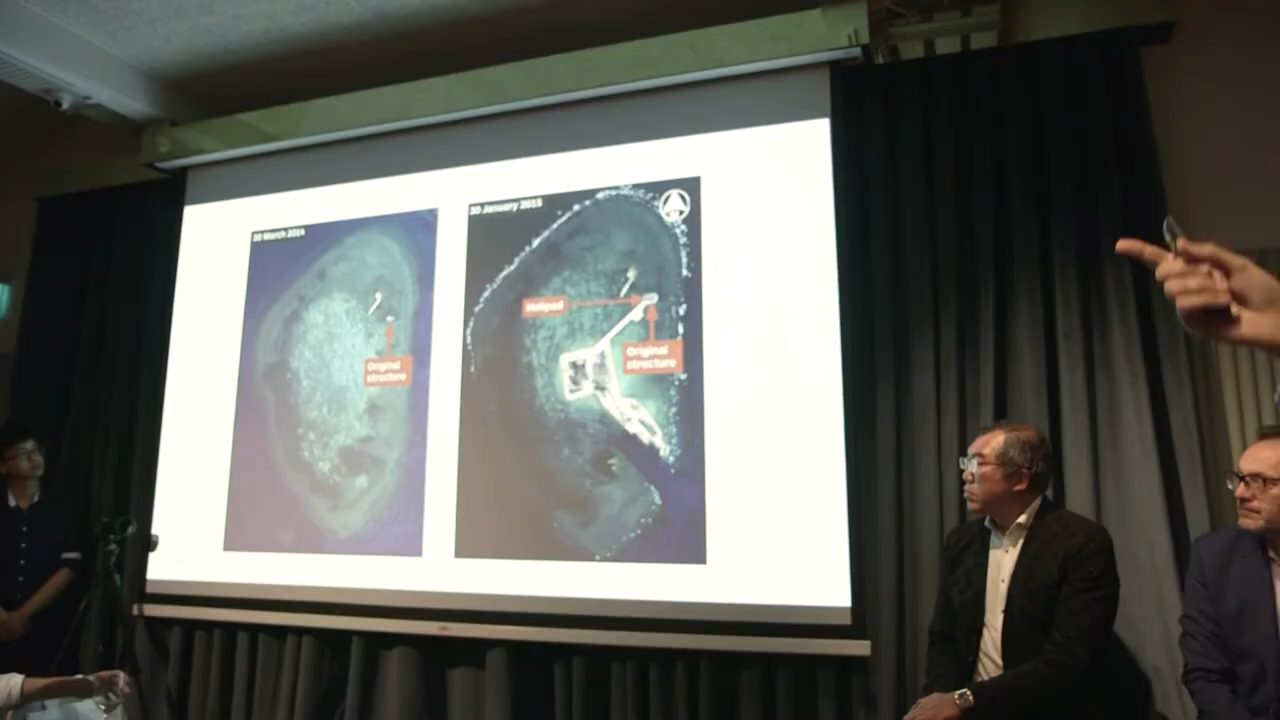 30 March 2014
Original
structure
30 January 2015
Helipad
Original
structure